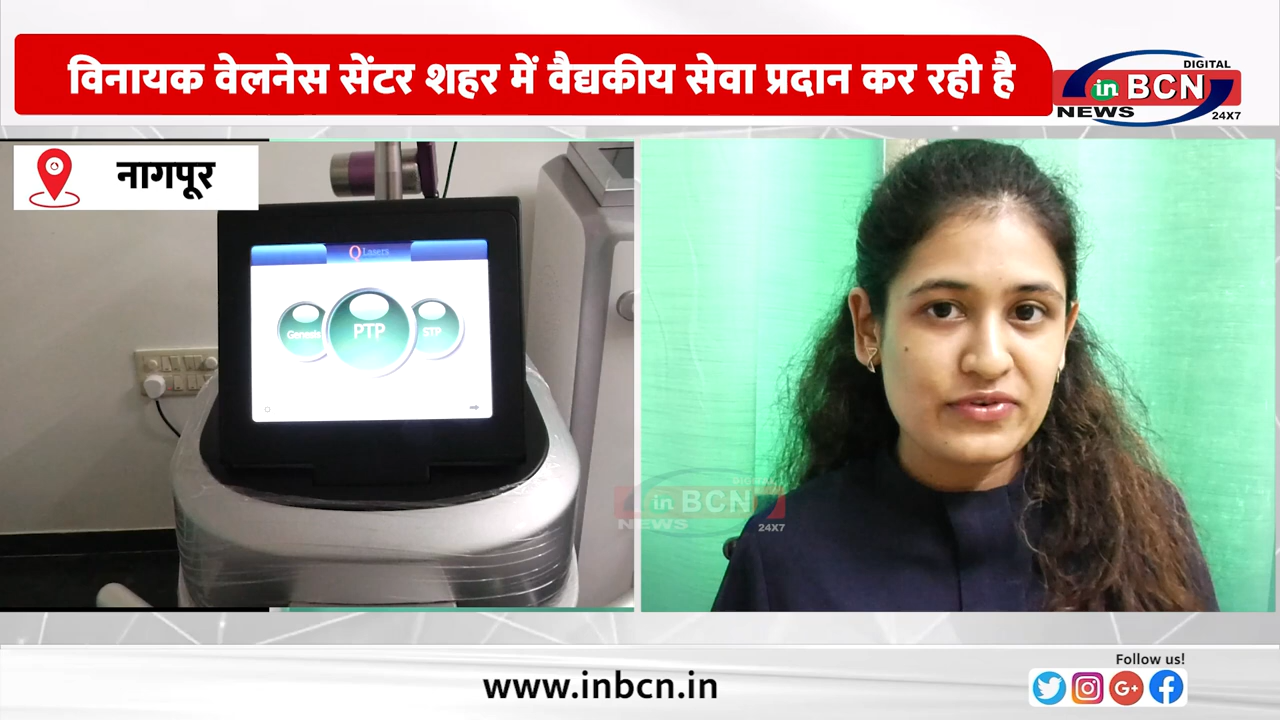 विनायक वेलनेस सेंटर शहर में वैद्यकीय सेवा प्रदान कर रही है
DIGITAL
in BCN
NEWS
24X7
नागपूर
Q Lasers
Genesis
PTP
STP
DIGITAL
in BCN
NEWS
24X7
www.inbcn.in
Follow us!
G+